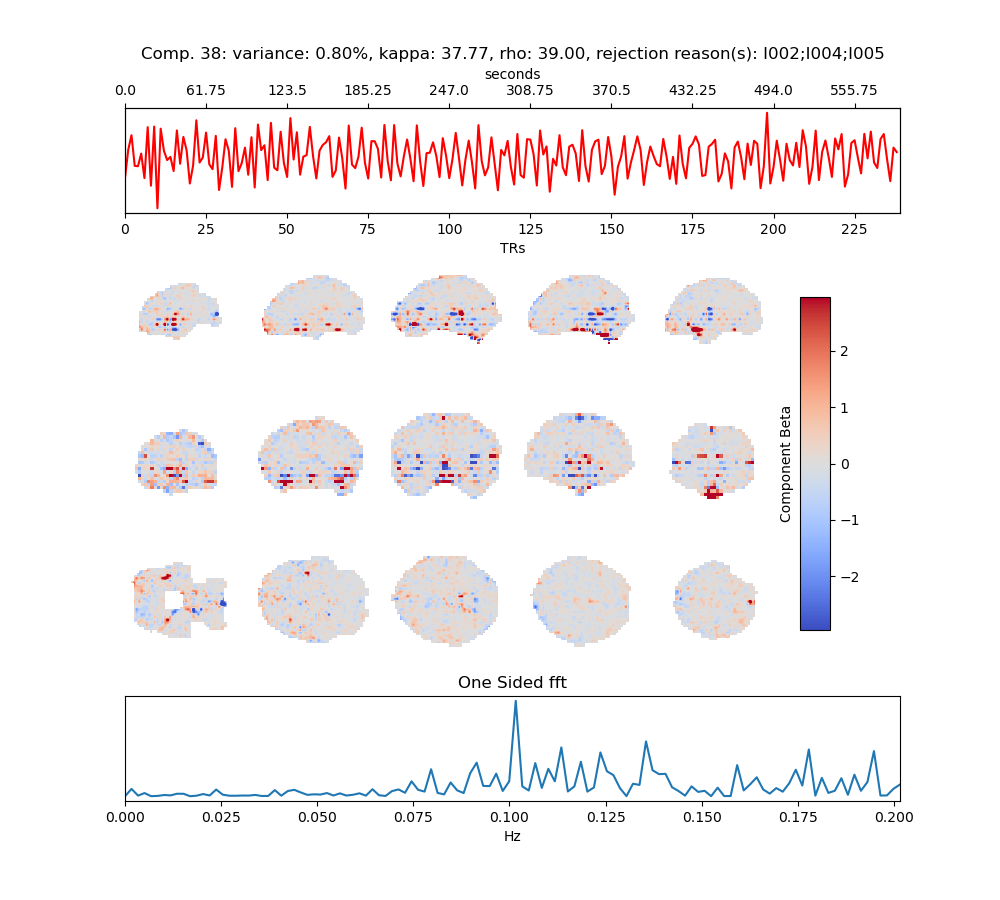 Comp. 38: variance: 0.80%, kappa: 37.77, rho: 39.00, rejection reason(s): I002;I004;I005
seconds
0.0 61.75 123.5 185.25 247.0 308.75 370.5 432.25 494.0 555.75
0 25 50 75 100 125 150 175 200 225
TRs
2
1
0
−1
−2
Component Beta
One Sided fft
0.000 0.025 0.050 0.075 0.100 0.125 0.150 0.175 0.200
Hz